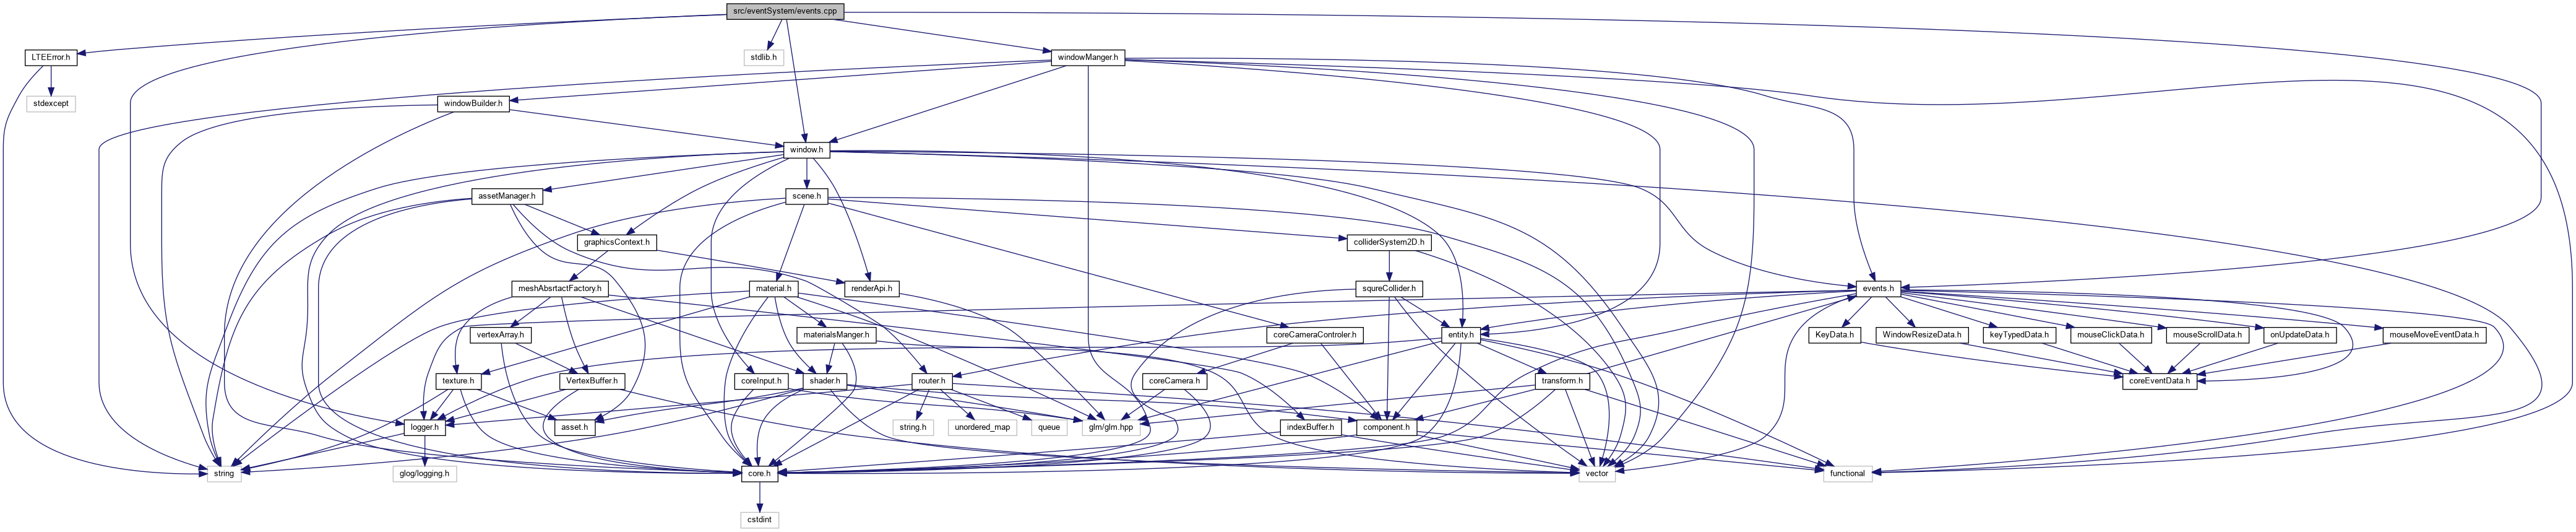 src/eventSystem/events.cpp
LTEError.h
stdlib.h
windowManger.h
stdexcept
windowBuilder.h
window.h
assetManager.h
scene.h
graphicsContext.h
colliderSystem2D.h
meshAbsrtactFactory.h
material.h
renderApi.h
squreCollider.h
events.h
vertexArray.h
materialsManger.h
coreCameraControler.h
entity.h
KeyData.h
WindowResizeData.h
keyTypedData.h
mouseClickData.h
mouseScrollData.h
onUpdateData.h
mouseMoveEventData.h
texture.h
VertexBuffer.h
coreInput.h
shader.h
router.h
coreCamera.h
transform.h
coreEventData.h
logger.h
asset.h
string.h
unordered_map
queue
glm/glm.hpp
indexBuffer.h
component.h
string
glog/logging.h
core.h
vector
functional
cstdint